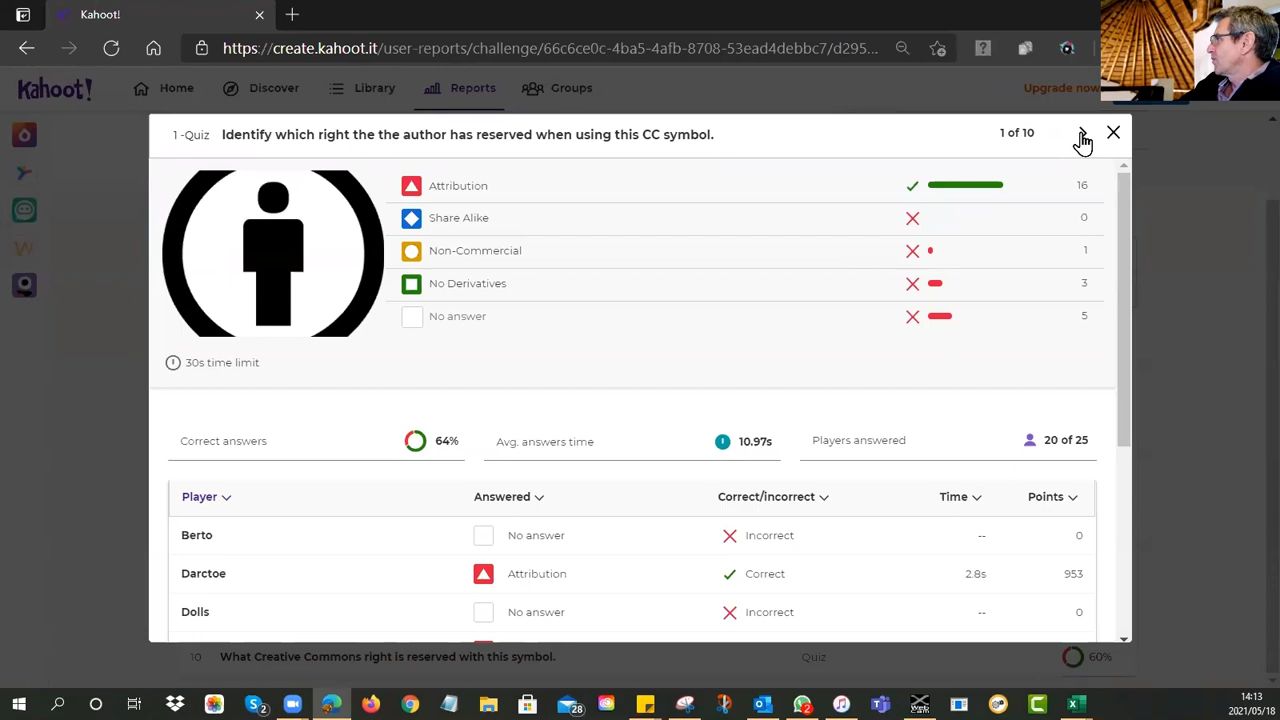 Kahoot!
https://create.kahoot.it/user-reports/challenge/66c6ce0c-4ba5-4afb-8708-53ead4debbc7/d295...
Kahoot! Home Discover Library Reports Groups Upgrade now
1 -Quiz Identify which right the the author has reserved when using this CC symbol. 1 of 10
Attribution 16
Share Alike 0
Non-Commercial 1
No Derivatives 3
No answer 5
30s time limit
Correct answers 64% Avg. answers time 10.97s Players answered 20 of 25
Player Answered Correct/incorrect Time Points
Berto No answer Incorrect -- 0
Darctoe Attribution Correct 2.8s 953
Dolls No answer Incorrect -- 0
10 What Creative Commons right is reserved with this symbol. Quiz 60%
2 28 2
14:13
2021/05/18